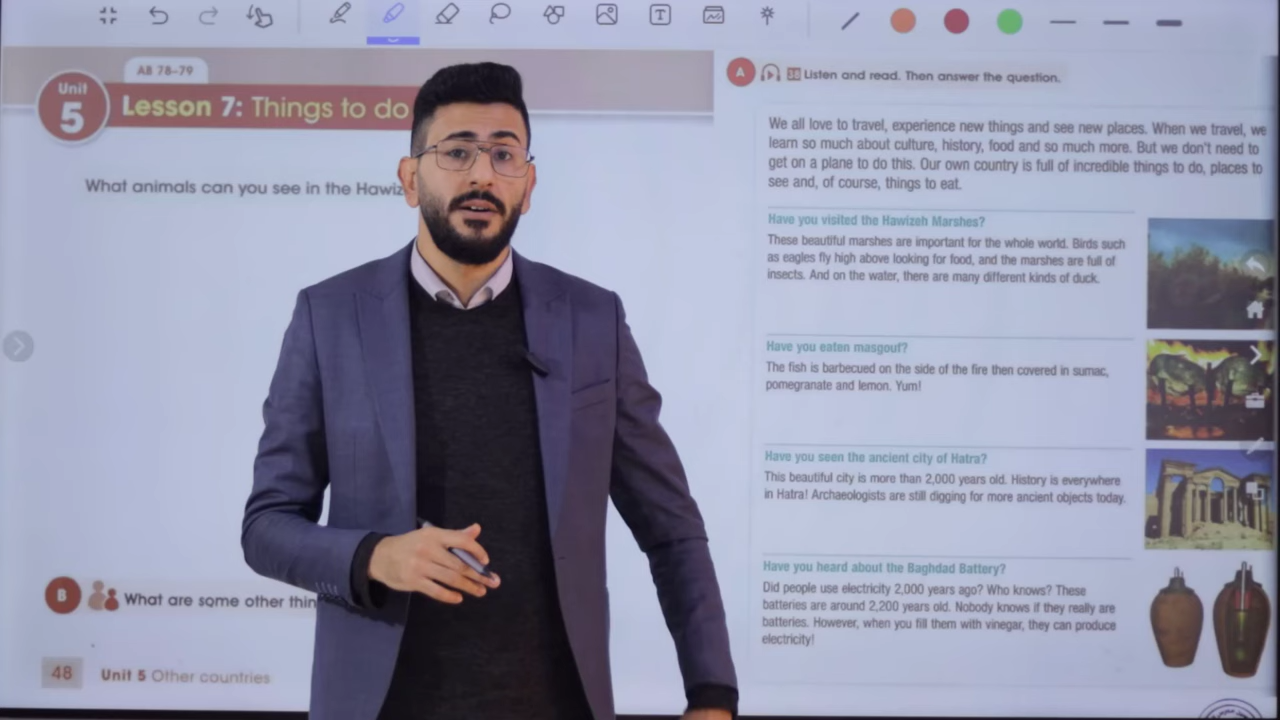 AB 78-79
Unit
5
Lesson 7: Things to do
What animals can you see in the Hawiz
B
What are some other thin
48
Unit 5 Other countries
A
38 Listen and read. Then answer the question.
We all love to travel, experience new things and see new places. When we travel, we
learn so much about culture, history, food and so much more. But we don't need to
get on a plane to do this. Our own country is full of incredible things to do, places to
see and, of course, things to eat.
Have you visited the Hawizeh Marshes?
These beautiful marshes are important for the whole world. Birds such
as eagles fly high above looking for food, and the marshes are full of
insects. And on the water, there are many different kinds of duck.
Have you eaten masgouf?
The fish is barbecued on the side of the fire then covered in sumac,
pomegranate and lemon. Yum!
Have you seen the ancient city of Hatra?
This beautiful city is more than 2,000 years old. History is everywhere
in Hatra! Archaeologists are still digging for more ancient objects today.
Have you heard about the Baghdad Battery?
Did people use electricity 2,000 years ago? Who knows? These
batteries are around 2,200 years old. Nobody knows if they really are
batteries. However, when you fill them with vinegar, they can produce
electricity!